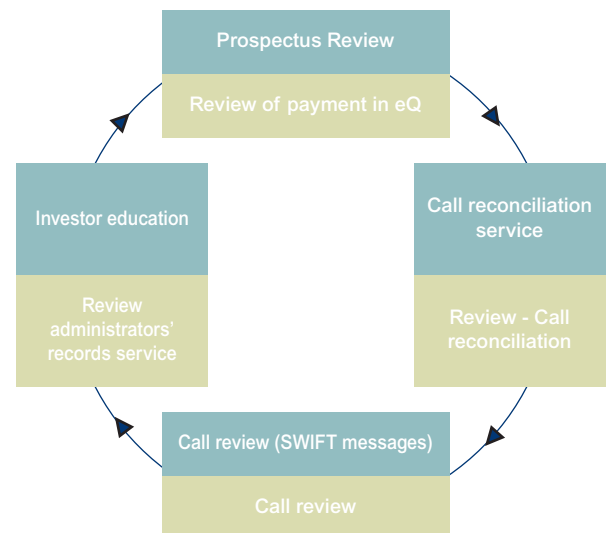 Prospectus Review
Review of payment in eQ
Investor education
Review
administrators’
records service
Call reconciliation
service
Review - Call
reconciliation
Call review (SWIFT messages)
Call review